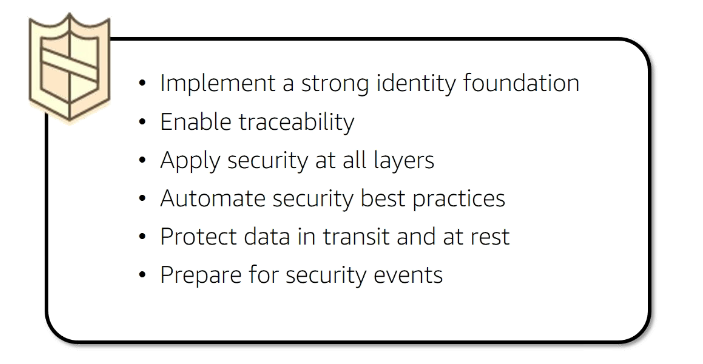 • Implement a strong identity foundation
• Enable traceability
• Apply security at all layers
• Automate security best practices
• Protect data in transit and at rest
• Prepare for security events